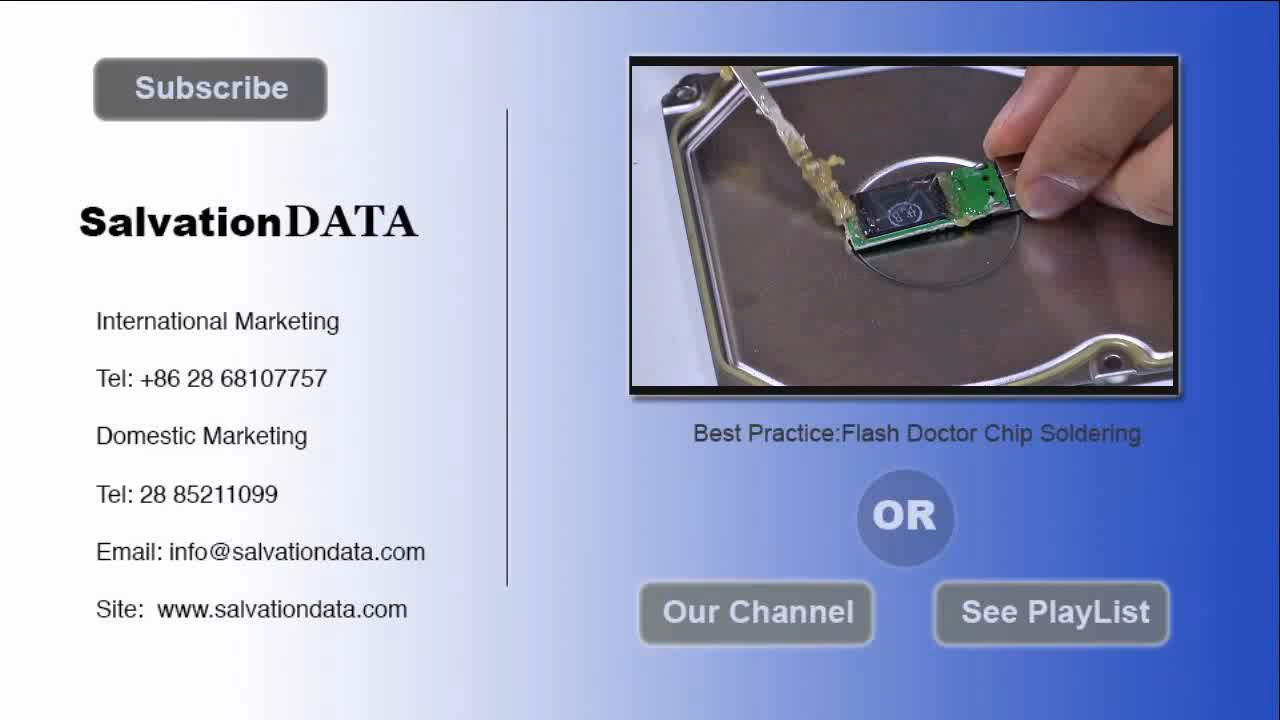 Subscribe
SalvationDATA
International Marketing
Tel: +86 28 68107757
Domestic Marketing
Tel: 28 85211099
Email: info@salvationdata.com
Site: www.salvationdata.com
Best Practice:Flash Doctor Chip Soldering
OR
Our Channel
See PlayList